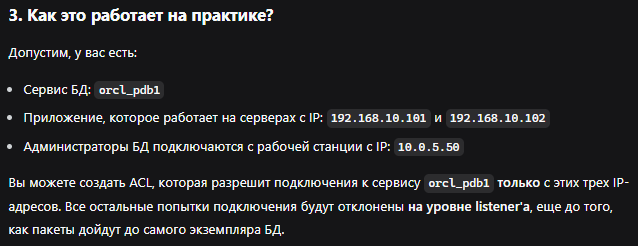 3. Как это работает на практике?
Допустим, у вас есть:
• Сервис БД: orcl_pdb1
• Приложение, которое работает на серверах с IP: 192.168.10.101 и 192.168.10.102
• Администраторы БД подключаются с рабочей станции с IP: 10.0.5.50
Вы можете создать ACL, которая разрешит подключения к сервису orcl_pdb1 только с этих трех IP-
адресов. Все остальные попытки подключения будут отклонены на уровне listener'а, еще до того,
как пакеты дойдут до самого экземпляра БД.